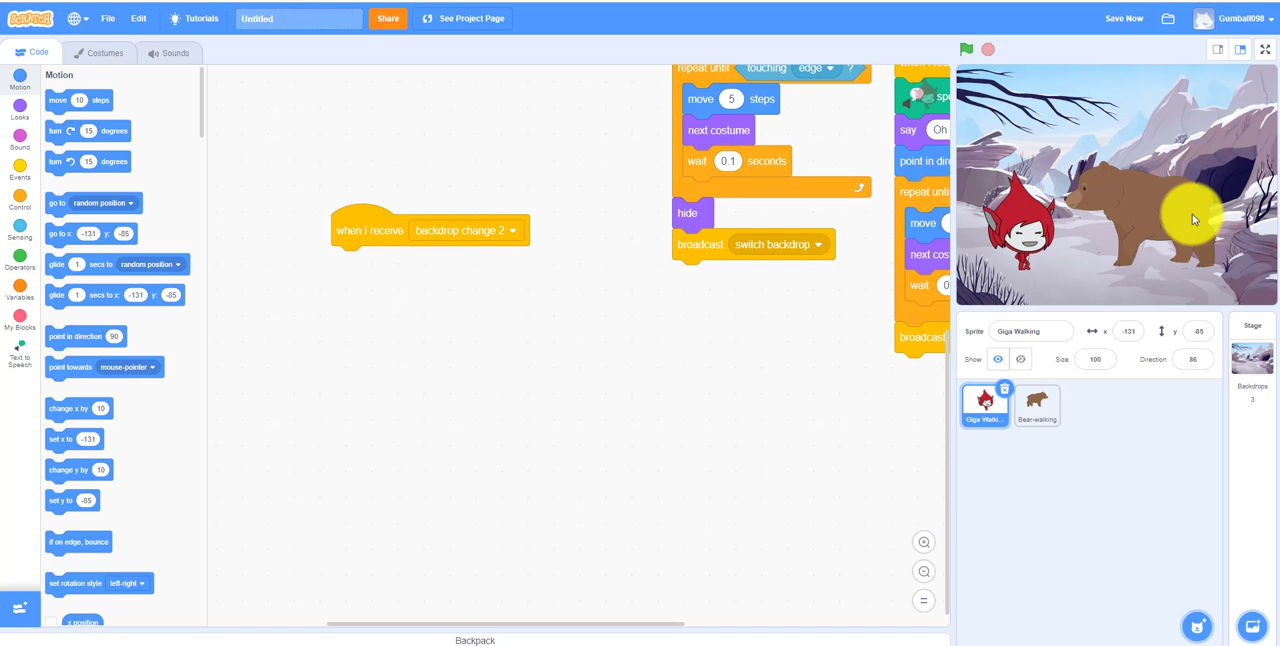 SCRATCH File Edit Tutorials Untitled Share See Project Page Save Now Gumball098
Code Costumes Sounds
Motion
Looks
Sound
Events
Control
Sensing
Operators
Variables
My Blocks
Text to
Speech
Motion
move 10 steps
turn 15 degrees
turn 15 degrees
go to random position
go to x: -131 y: -85
glide 1 secs to random position
glide 1 secs to x: -131 y: -85
point in direction 90
point towards mouse-pointer
change x by 10
set x to -131
change y by 10
set y to -85
if on edge, bounce
set rotation style left-right
x position
when I receive backdrop change 2
repeat until touching edge ?
move 5 steps
next costume
wait 0.1 seconds
hide
broadcast switch backdrop
say Oh
point in dire
repeat unti
move
next cos
wait 0
broadcast
Sprite Giga Walking x -131 y -85
Show Size 100 Direction 86
Giga Walki...
Bear-walking
Stage
Backdrops
3
Backpack